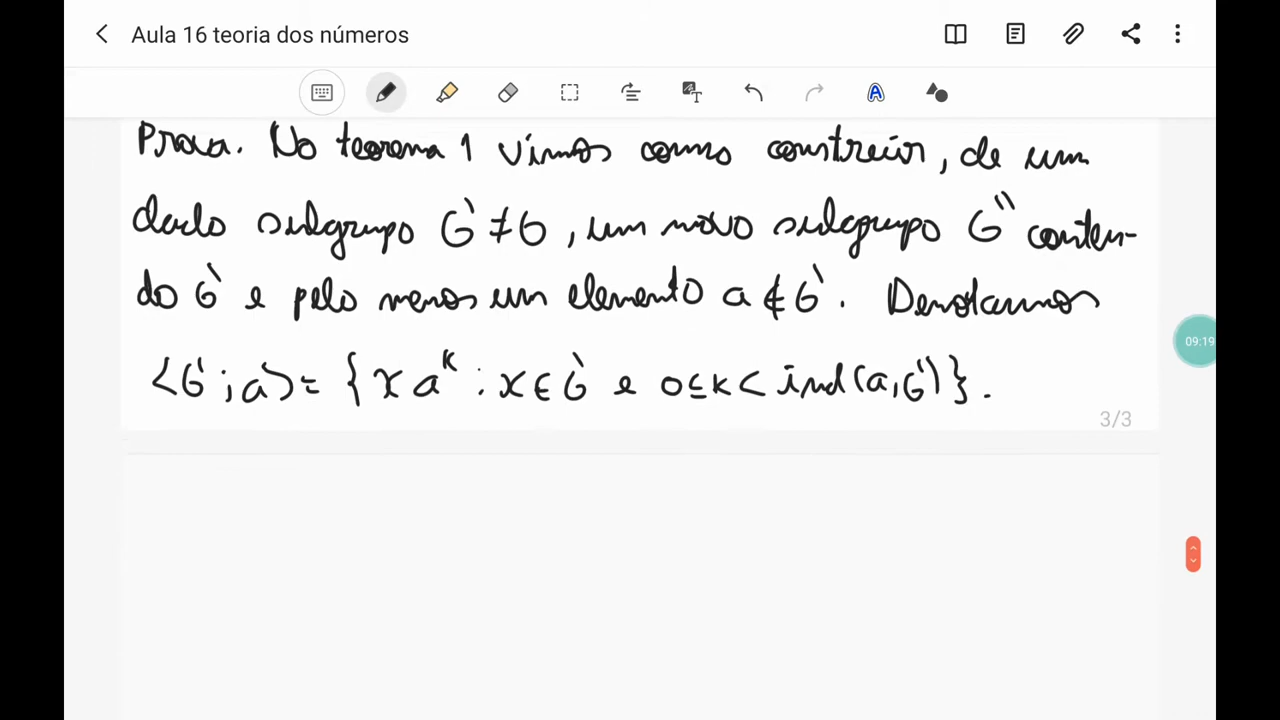 Aula 16 teoria dos números
Prova. No teorema 1 vimos como construir, de um
dado subgrupo G' ≠ G, um novo subgrupo G'' conten-
do G' e pelo menos um elemento a ∉ G'. Denotamos
09:19
⟨G';a⟩= {xa^k : x ∈ G' e 0≤k< ind(a,G')}.
3/3